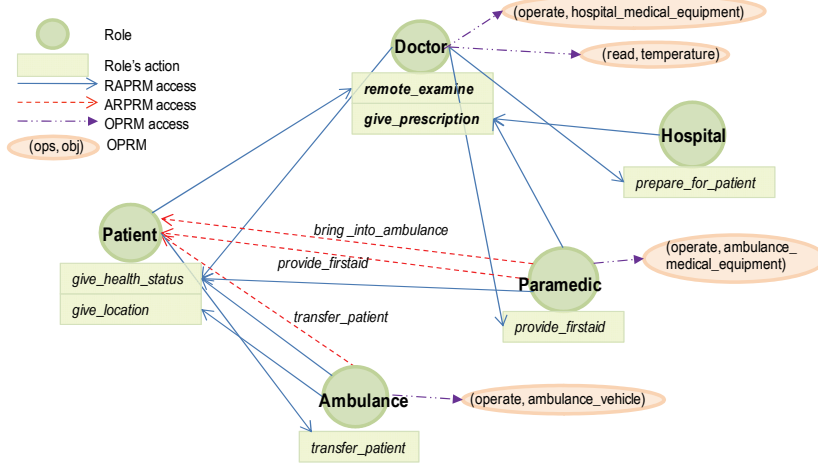 Role
Role's action
RAPRM access
ARPRM access
OPRM access
(ops, obj)
OPRM
Doctor
remote_examine
give_prescription
(operate, hospital_medical_equipment)
(read, temperature)
Hospital
prepare_for_patient
Patient
give_health_status
give_location
bring_into_ambulance
provide_firstaid
transfer_patient
Paramedic
provide_firstaid
(operate, ambulance_
medical_equipment)
Ambulance
transfer_patient
(operate, ambulance_vehicle)